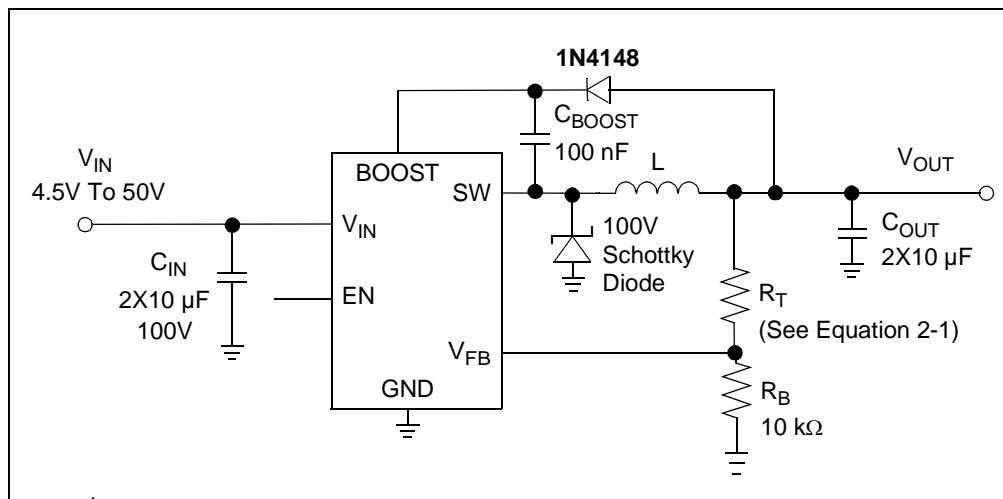 1N4148
C_BOOST
100 nF
V_IN
4.5V To 50V
BOOST
SW
L
V_OUT
V_IN
C_IN
2X10 µF
100V
EN
100V
Schottky
Diode
C_OUT
2X10 µF
R_T
(See Equation 2-1)
V_FB
GND
R_B
10 kΩ